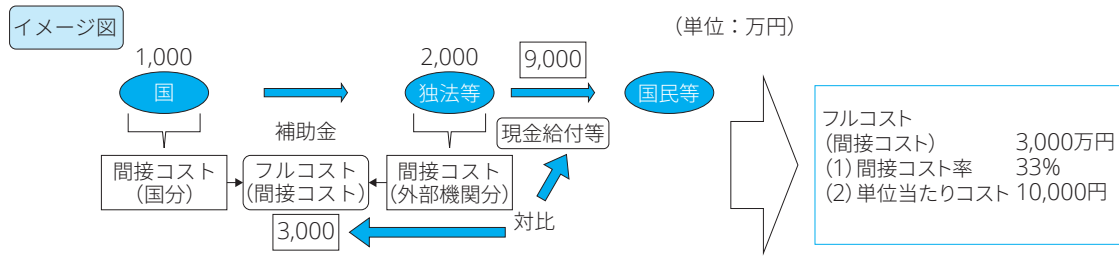 イメージ図
(単位：万円)
1,000
2,000
9,000
国
独法等
国民等
補助金
現金給付等
間接コスト
(国分)
フルコスト
(間接コスト)
間接コスト
(外部機関分)
3,000
対比
フルコスト
(間接コスト) 3,000万円
(1) 間接コスト率 33%
(2) 単位当たりコスト 10,000円